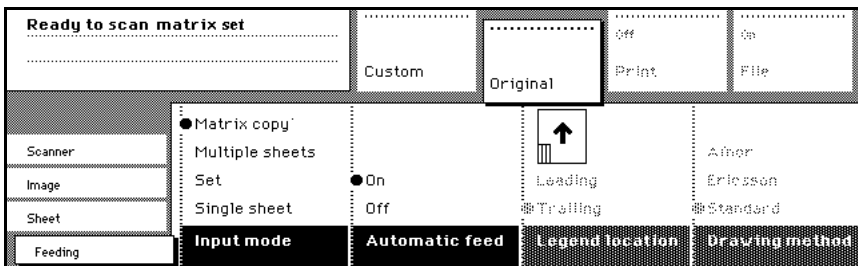 Ready to scan matrix set
Custom
Original
Off
Print
On
File
Scanner
Image
Sheet
Feeding
Matrix copy
Multiple sheets
Set
Single sheet
Input mode
On
Off
Automatic feed
Leading
Trailing
Legend location
Afnor
Ericsson
Standard
Drawing method